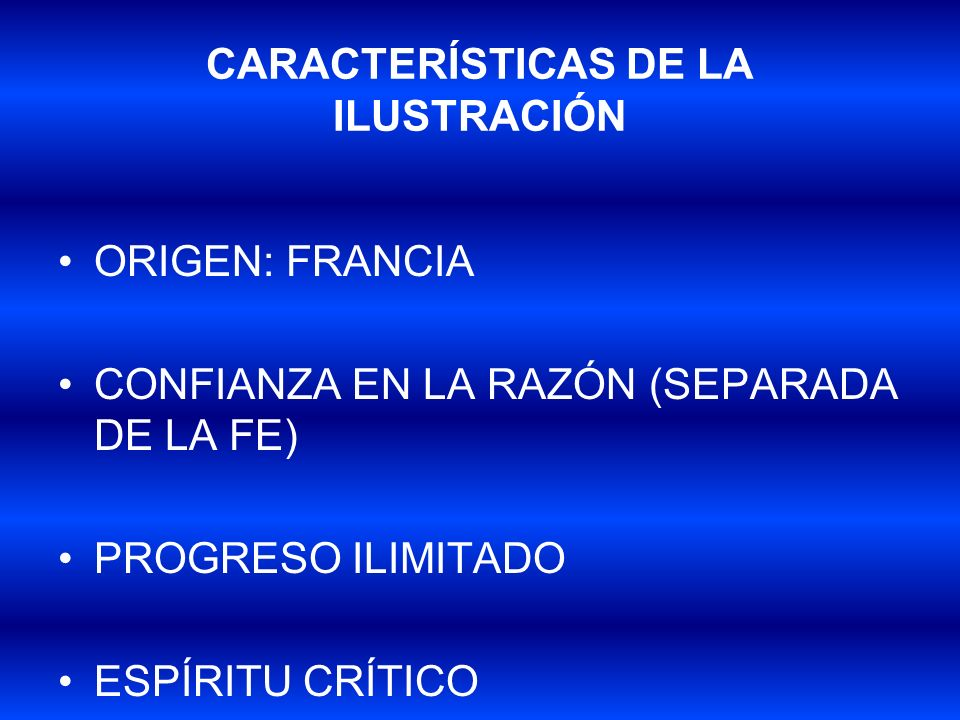 CARACTERÍSTICAS DE LA
ILUSTRACIÓN
• ORIGEN: FRANCIA
• CONFIANZA EN LA RAZÓN (SEPARADA
DE LA FE)
• PROGRESO ILIMITADO
• ESPÍRITU CRÍTICO